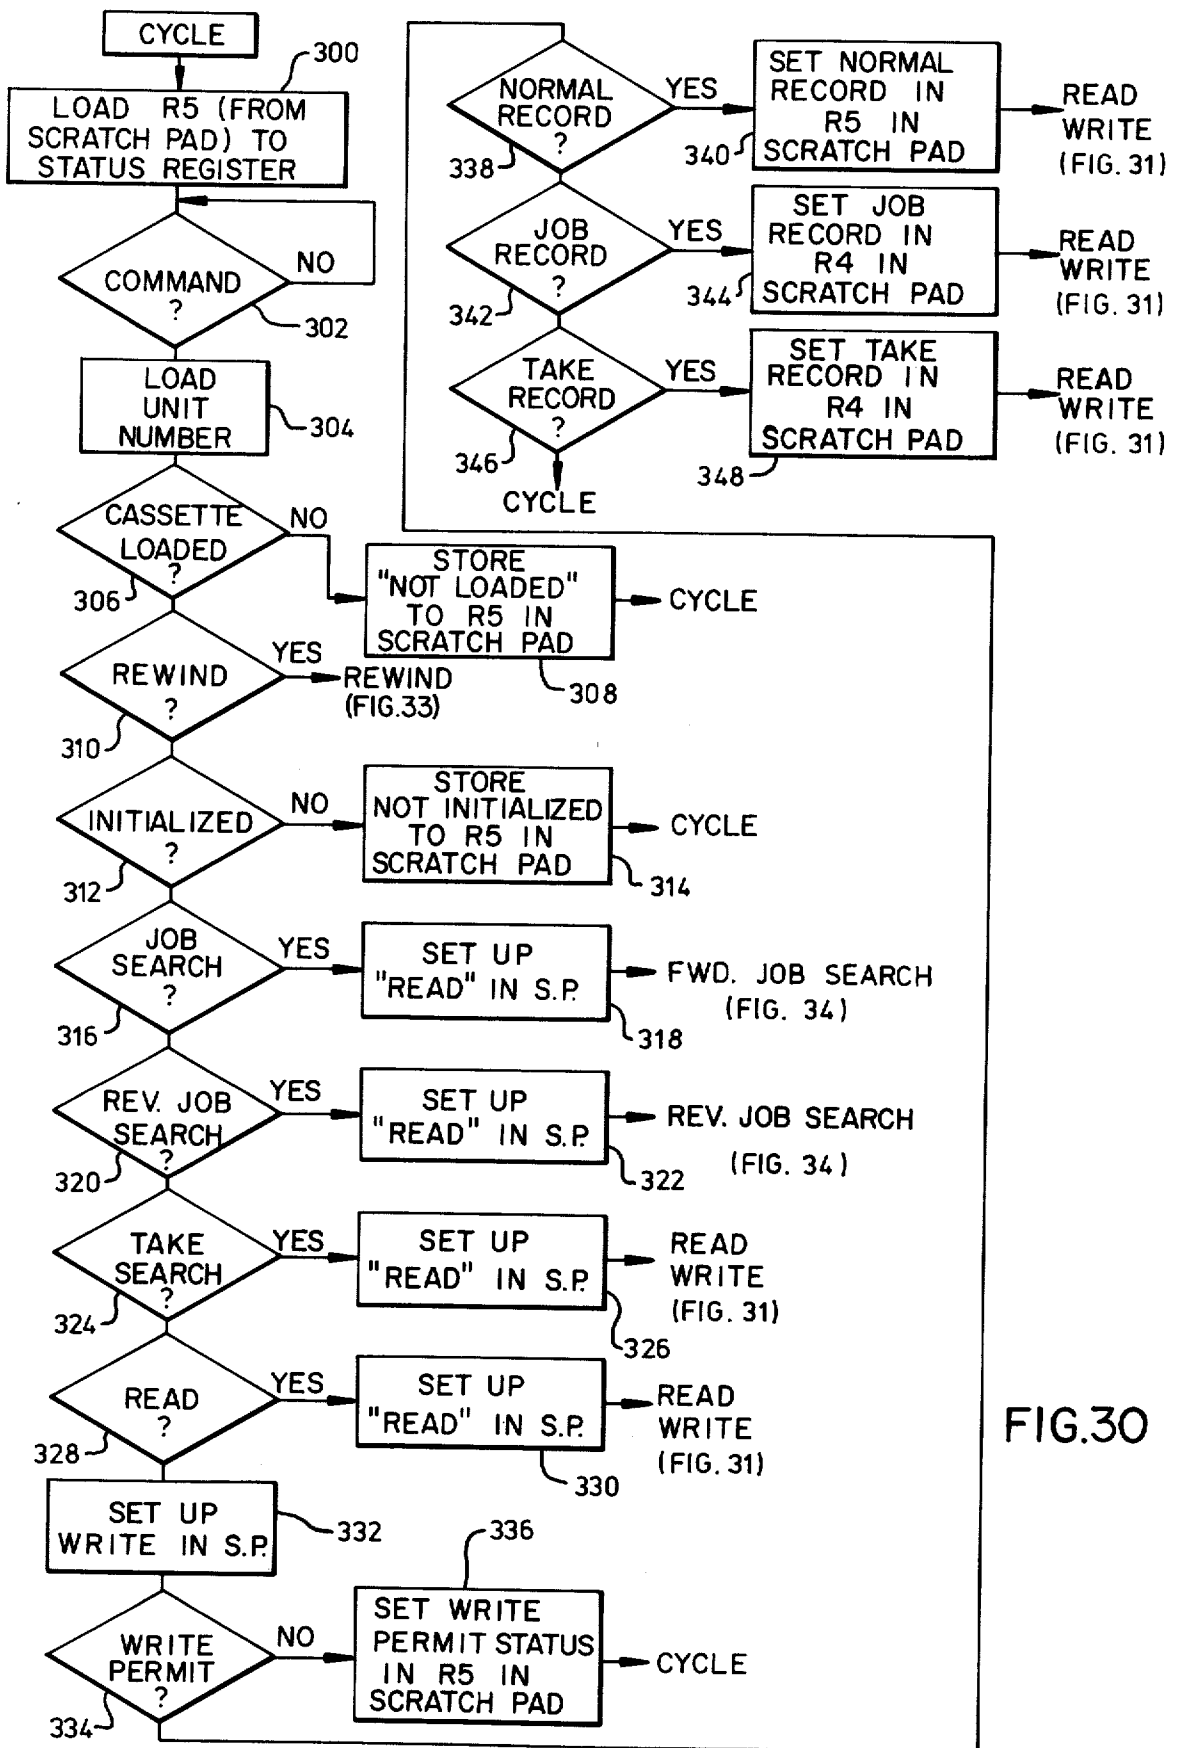 CYCLE
300
LOAD R5 (FROM
SCRATCH PAD) TO
STATUS REGISTER
COMMAND
?
NO
302
LOAD
UNIT
NUMBER
304
CASSETTE
LOADED
?
NO
306
STORE
"NOT LOADED"
TO R5 IN
SCRATCH PAD
308
CYCLE
REWIND
?
YES
310
REWIND
(FIG.33)
INITIALIZED
?
NO
312
STORE
NOT INITIALIZED
TO R5 IN
SCRATCH PAD
314
CYCLE
JOB
SEARCH
?
YES
316
SET UP
"READ" IN S.P.
318
FWD. JOB SEARCH
(FIG. 34)
REV. JOB
SEARCH
?
YES
320
SET UP
"READ" IN S.P.
322
REV. JOB SEARCH
(FIG. 34)
TAKE
SEARCH
?
YES
324
SET UP
"READ" IN S.P.
326
READ
WRITE
(FIG. 31)
READ
?
YES
328
SET UP
"READ" IN S.P.
330
READ
WRITE
(FIG. 31)
SET UP
WRITE IN S.P.
332
WRITE
PERMIT
?
NO
334
336
SET WRITE
PERMIT STATUS
IN R5 IN
SCRATCH PAD
CYCLE
NORMAL
RECORD
?
YES
338
SET NORMAL
RECORD IN
R5 IN
SCRATCH PAD
340
READ
WRITE
(FIG. 31)
JOB
RECORD
?
YES
342
SET JOB
RECORD IN
R4 IN
SCRATCH PAD
344
READ
WRITE
(FIG. 31)
TAKE
RECORD
?
YES
346
SET TAKE
RECORD IN
R4 IN
SCRATCH PAD
348
READ
WRITE
(FIG. 31)
CYCLE
FIG.30